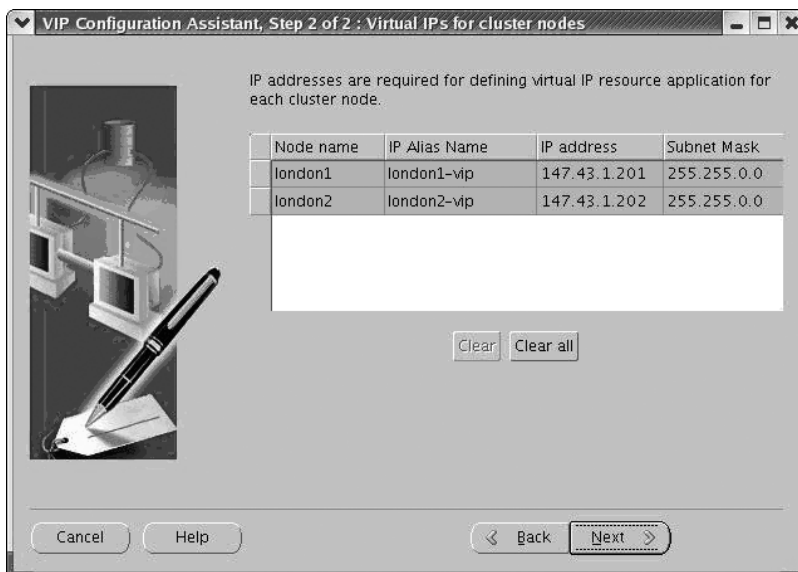 VIP Configuration Assistant, Step 2 of 2 : Virtual IPs for cluster nodes
IP addresses are required for defining virtual IP resource application for
each cluster node.
Node name IP Alias Name IP address Subnet Mask
london1 london1-vip 147.43.1.201 255.255.0.0
london2 london2-vip 147.43.1.202 255.255.0.0
Clear Clear all
Cancel Help Back Next